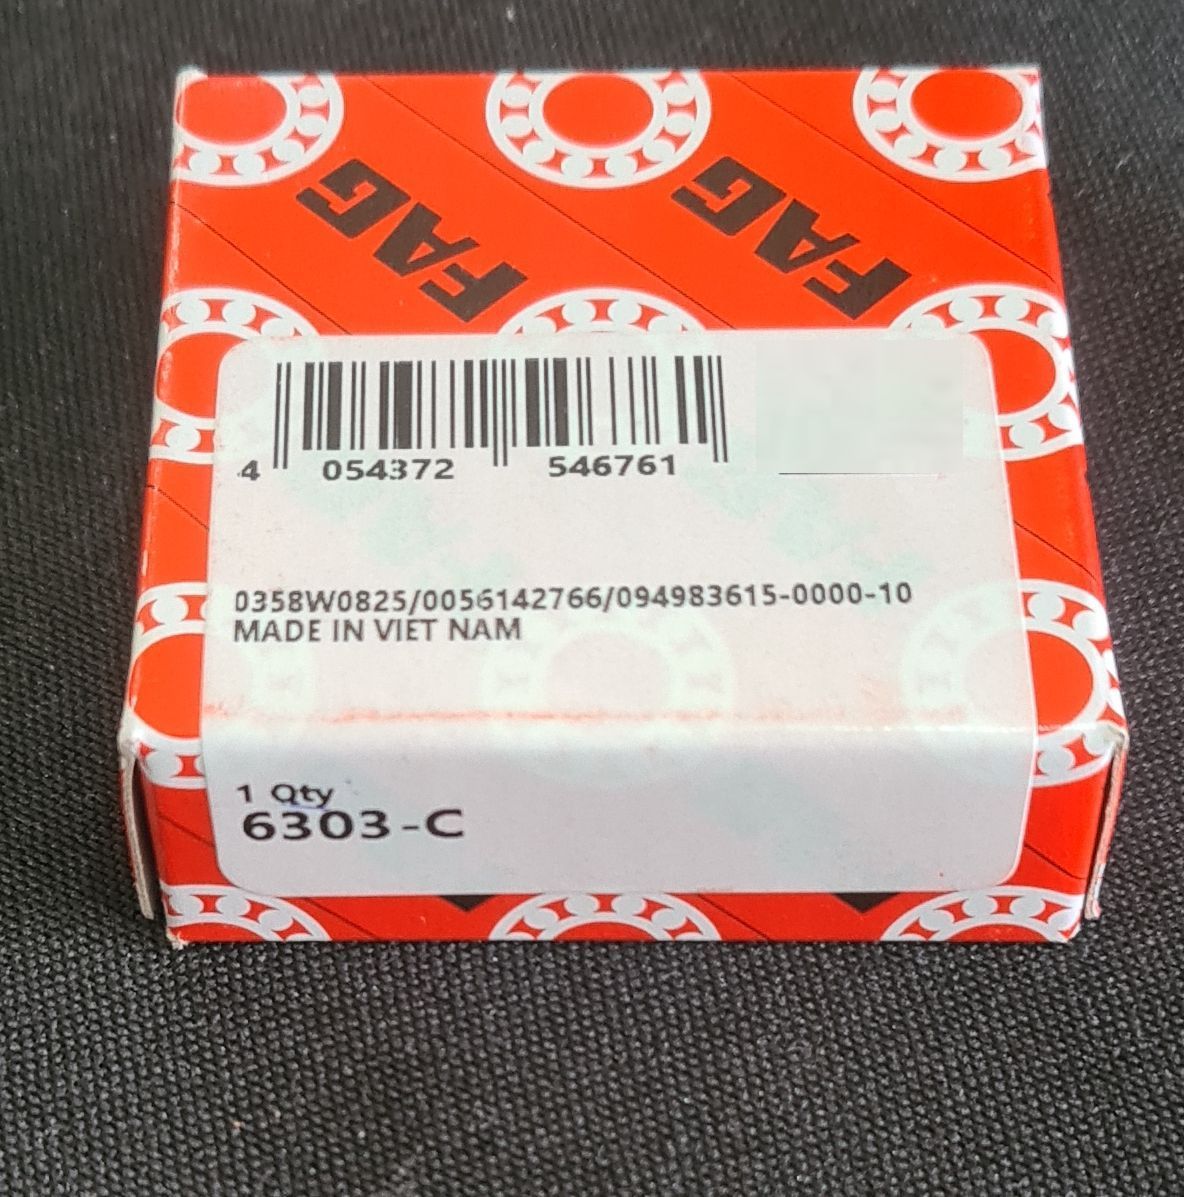 FAG FAG
4 054372 546761
0358W0825/0056142766/094983615-0000-10
MADE IN VIET NAM
1 Qty
6303-C